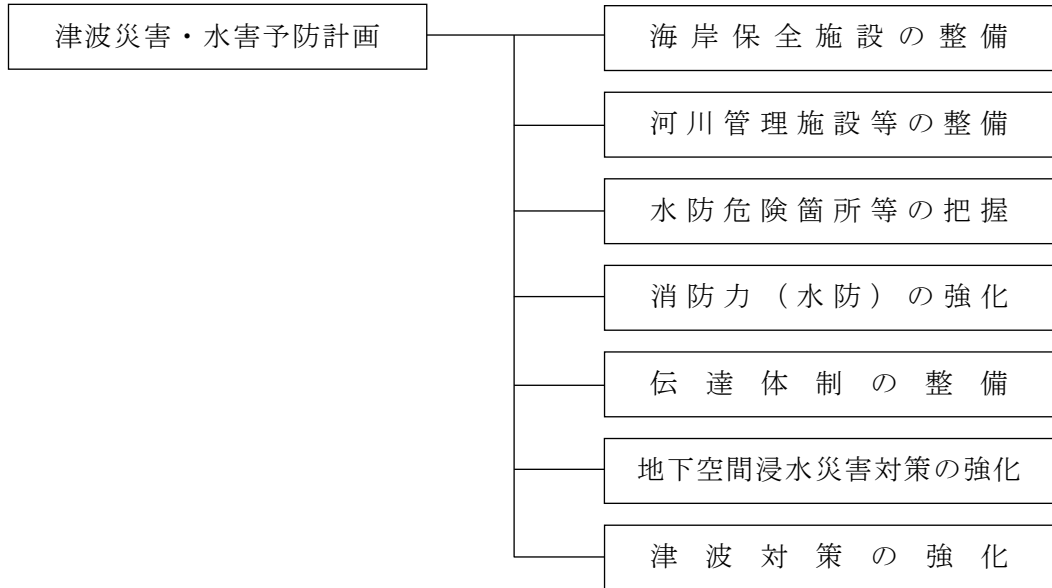 津波災害・水害予防計画
海岸保全施設の整備
河川管理施設等の整備
水防危険箇所等の把握
消防力（水防）の強化
伝達体制の整備
地下空間浸水災害対策の強化
津波対策の強化